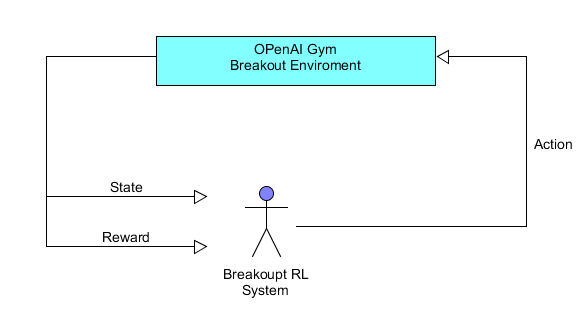 OPenAI Gym
Breakout Enviroment
Action
State
Reward
Breakoupt RL
System